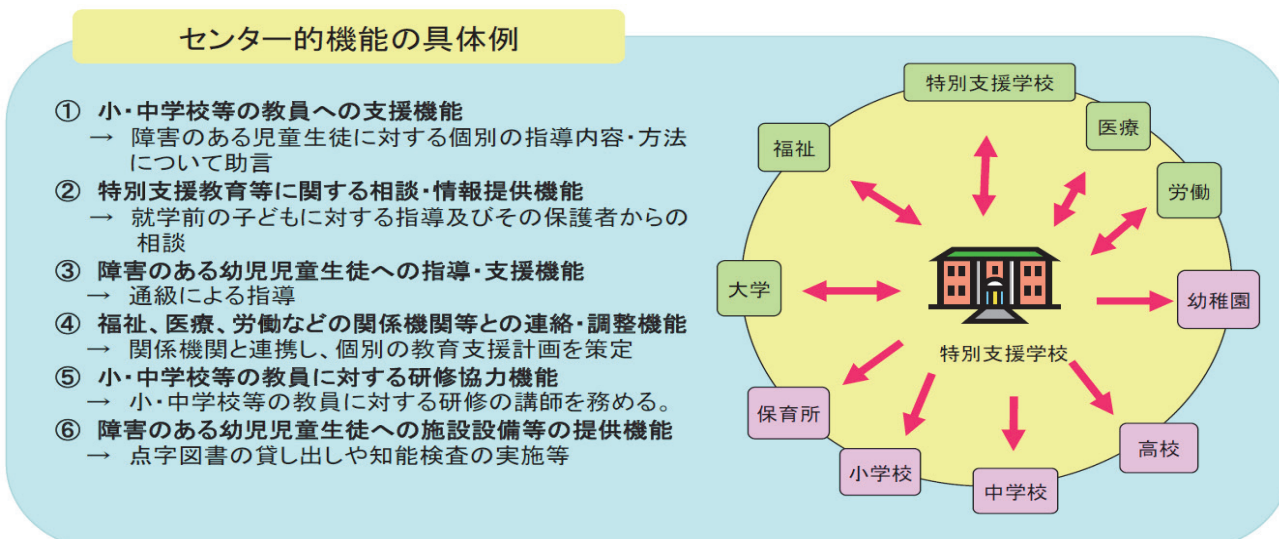 センター的機能の具体例
① 小・中学校等の教員への支援機能
→ 障害のある児童生徒に対する個別の指導内容・方法
について助言
② 特別支援教育等に関する相談・情報提供機能
→ 就学前の子どもに対する指導及びその保護者からの
相談
③ 障害のある幼児児童生徒への指導・支援機能
→ 通級による指導
④ 福祉、医療、労働などの関係機関等との連絡・調整機能
→ 関係機関と連携し、個別の教育支援計画を策定
⑤ 小・中学校等の教員に対する研修協力機能
→ 小・中学校等の教員に対する研修の講師を務める。
⑥ 障害のある幼児児童生徒への施設設備等の提供機能
→ 点字図書の貸し出しや知能検査の実施等
特別支援学校
医療
福祉
労働
大学
幼稚園
特別支援学校
保育所
高校
小学校
中学校